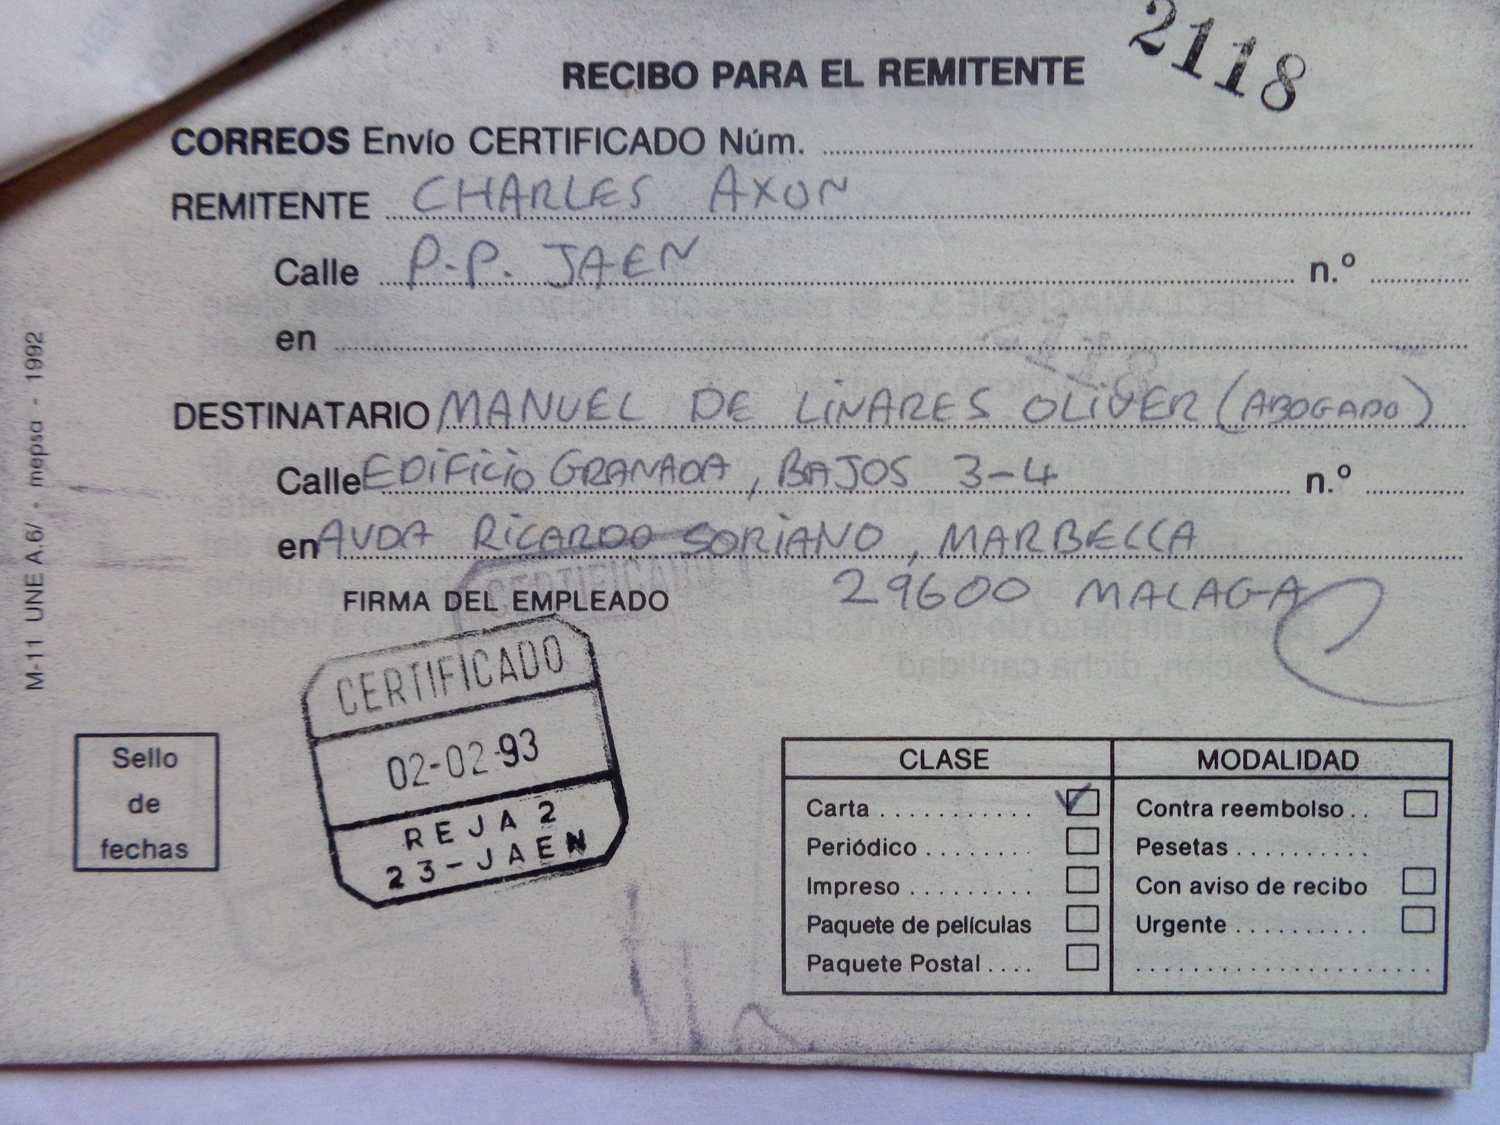 2118
RECIBO PARA EL REMITENTE
CORREOS Envío CERTIFICADO Núm. ....................
REMITENTE CHARLES AXON
Calle P.P. JAEN n.º
en
DESTINATARIO MANUEL DE LINARES OLIVER (ABOGADO)
Calle EDIFICIO GRANADA, BAJOS 3-4 n.º
en AVDA RICARDO SORIANO, MARBELLA
29600 MALAGA
FIRMA DEL EMPLEADO
CERTIFICADO
02-02-93
REJA 2
23-JAEN
Sello
de
fechas
CLASE
Carta
Periódico
Impreso
Paquete de películas
Paquete Postal
MODALIDAD
Contra reembolso
Pesetas
Con aviso de recibo
Urgente
M-11 UNE A.6/ - mepsa - 1992